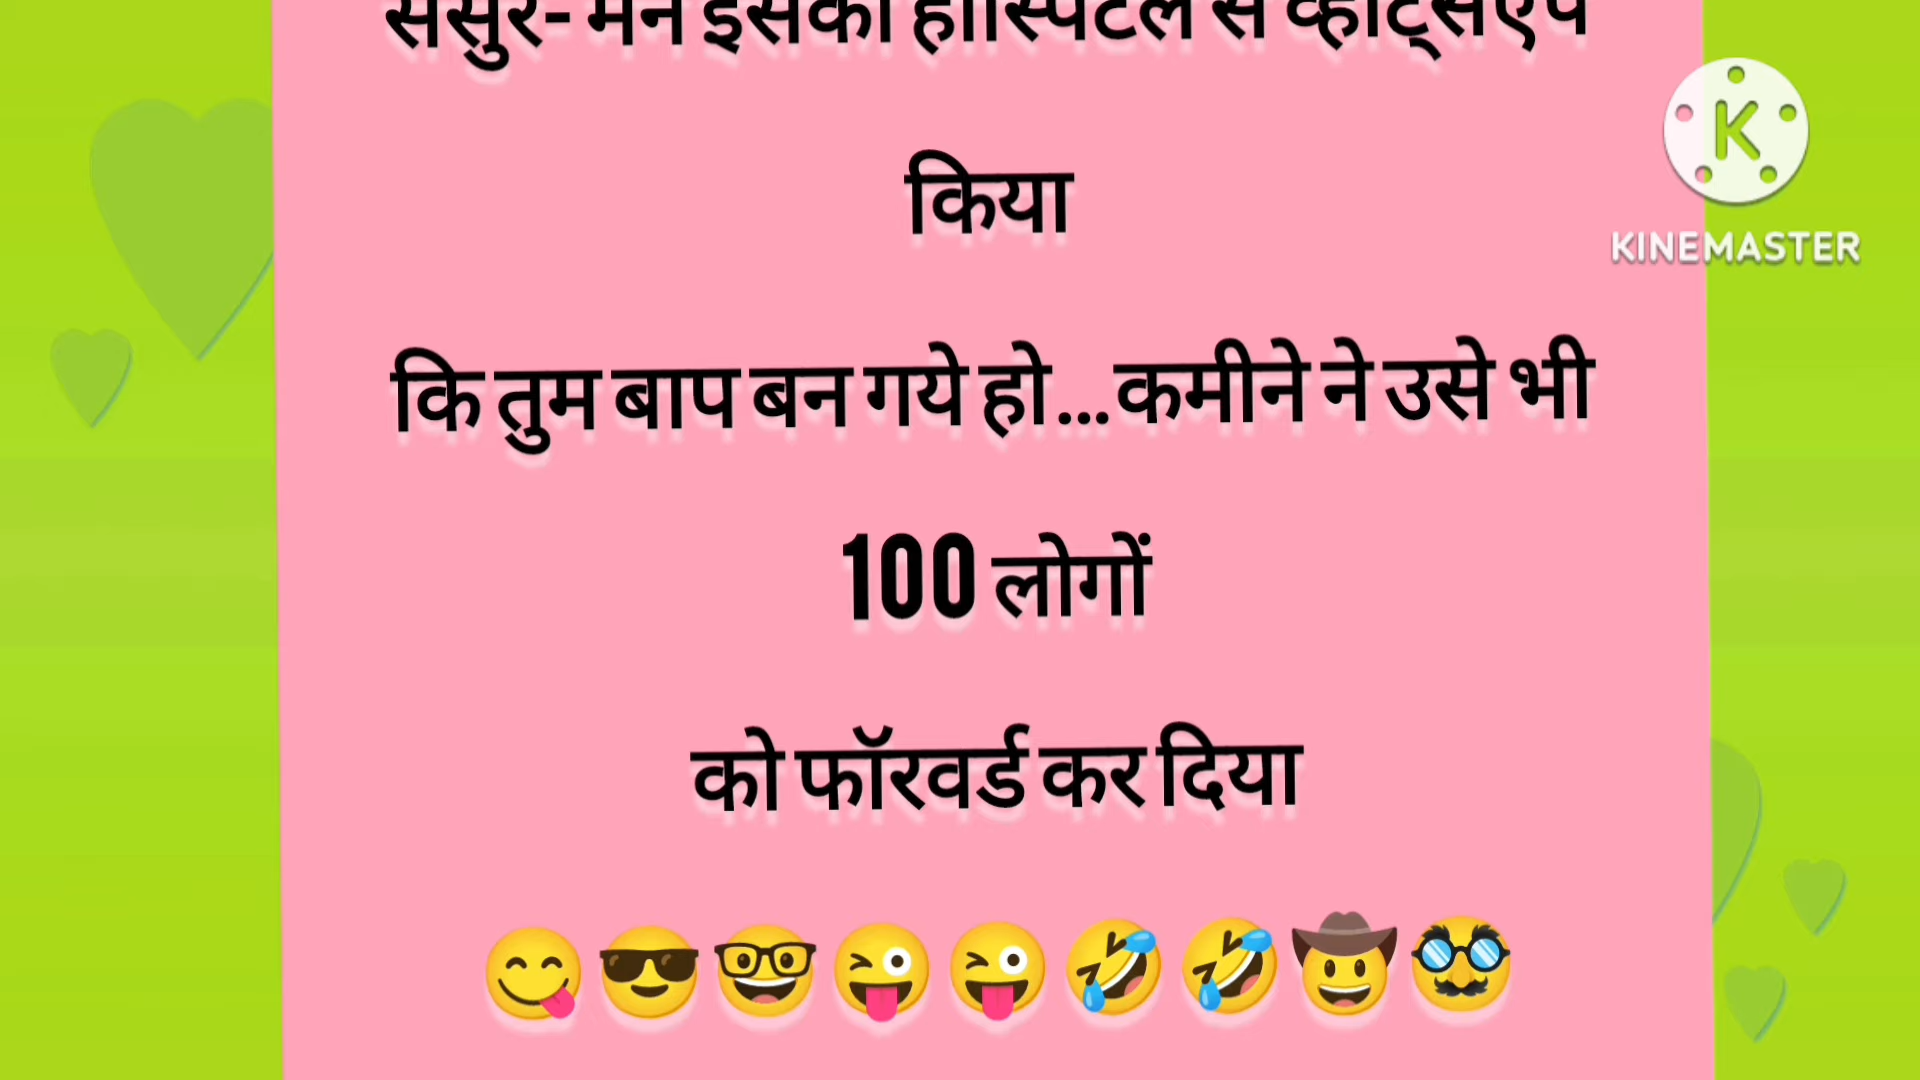 ससुर- मैने इसको हॉस्पिटल से व्हाट्सएप
किया
कि तुम बाप बन गये हो...कमीने ने उसे भी
100 लोगों
को फॉरवर्ड कर दिया
KINEMASTER